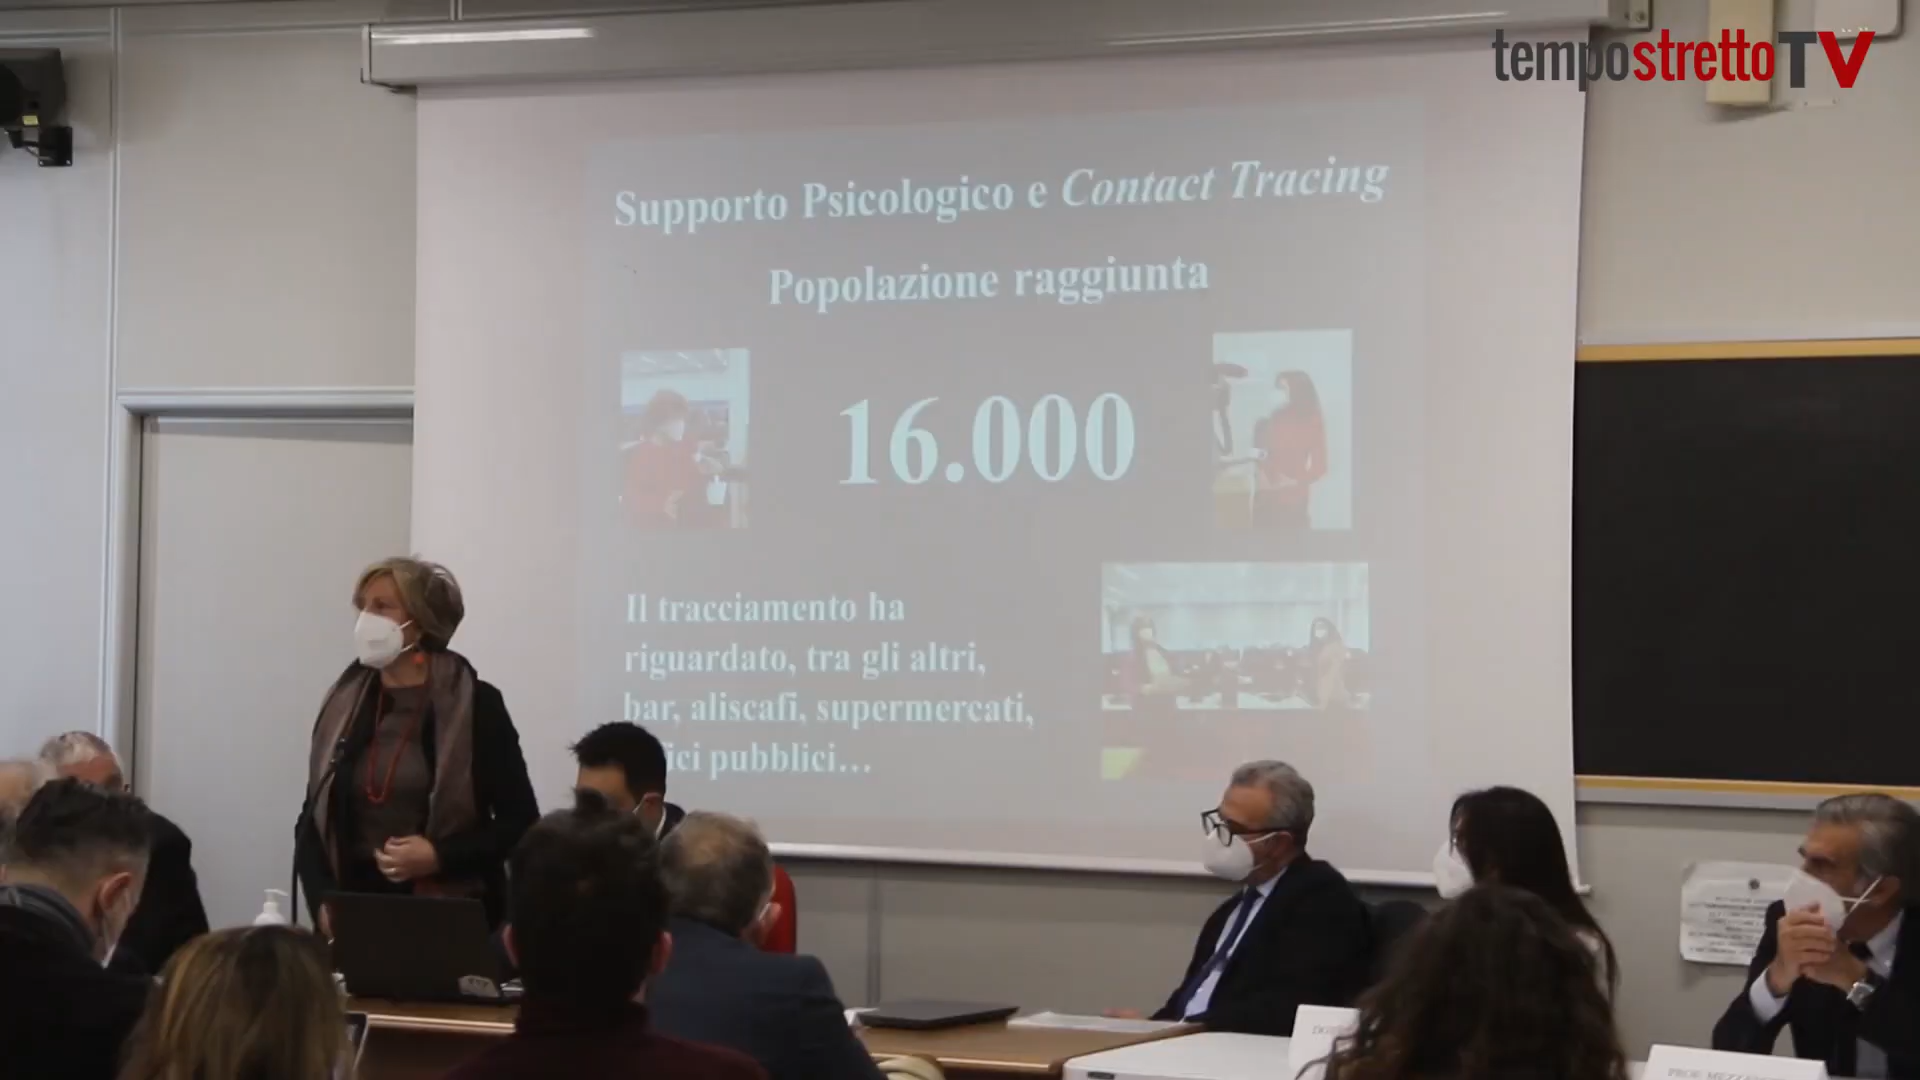 tempostrettoTV
Supporto Psicologico e Contact Tracing
Popolazione raggiunta
16.000
Il tracciamento ha
riguardato, tra gli altri,
bar, aliscafi, supermercati,
pubblici…